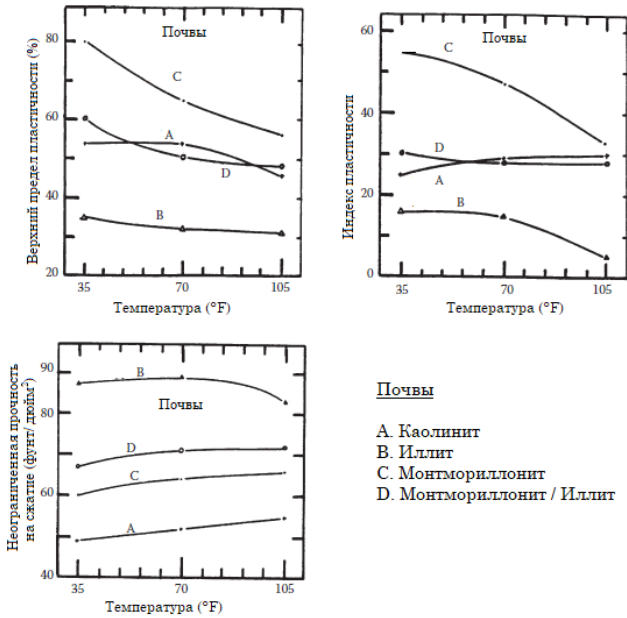 Почвы
Верхний предел пластичности (%)
80
60
40
20
C
A
D
B
35
70
105
Температура (°F)
Почвы
Индекс пластичности
60
40
20
0
C
D
A
B
35
70
105
Температура (°F)
Неограниченная прочность
на сжатие (фунт/ дюйм²)
90
80
60
40
B
Почвы
D
C
A
35
70
105
Температура (°F)
Почвы
A. Каолинит
B. Иллит
C. Монтмориллонит
D. Монтмориллонит / Иллит